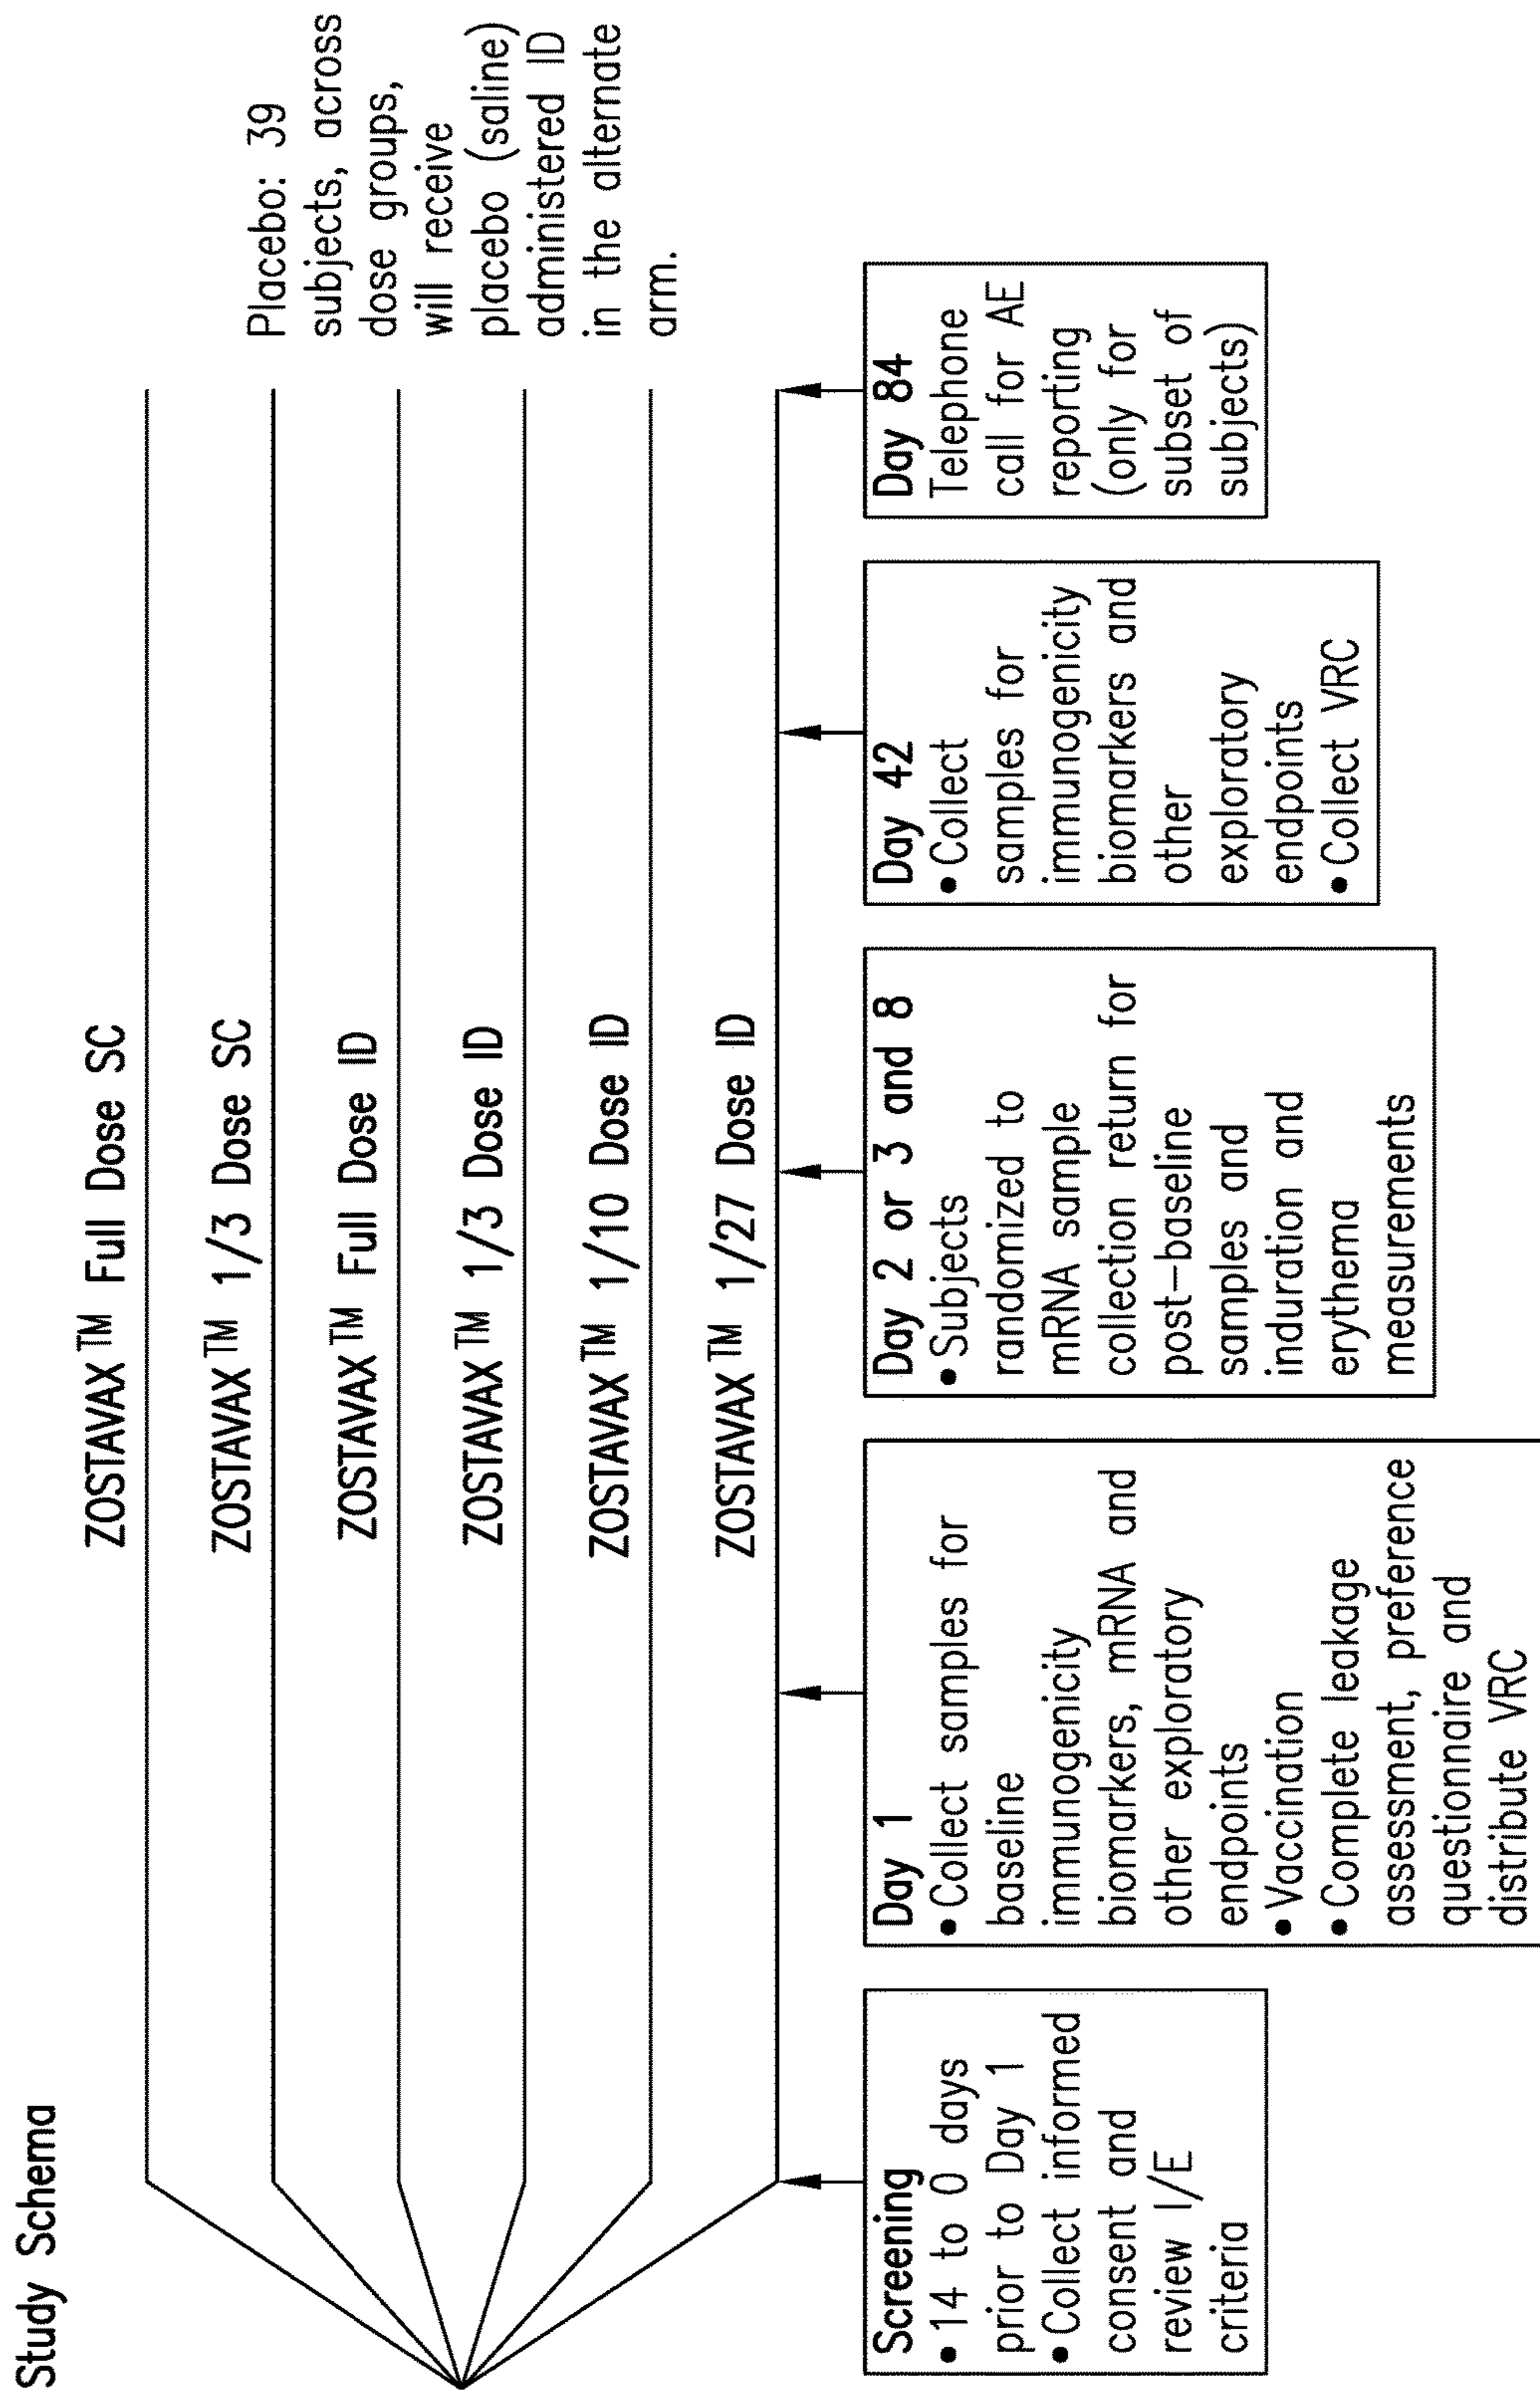 Study Schema
ZOSTAVAX™ Full Dose SC
ZOSTAVAX™ 1/3 Dose SC
ZOSTAVAX™ Full Dose ID
ZOSTAVAX™ 1/3 Dose ID
ZOSTAVAX™ 1/10 Dose ID
ZOSTAVAX™ 1/27 Dose ID
Placebo: 39
subjects, across
dose groups,
will receive
placebo (saline)
administered ID
in the alternate
arm.
Screening
• 14 to 0 days
prior to Day 1
• Collect informed
consent and
review I/E
criteria
Day 1
• Collect samples for
baseline
immunogenicity
biomarkers, mRNA and
other exploratory
endpoints
• Vaccination
• Complete leakage
assessment, preference
questionnaire and
distribute VRC
Day 2 or 3 and 8
• Subjects
randomized to
mRNA sample
collection return for
post–baseline
samples and
induration and
erythema
measurements
Day 42
• Collect
samples for
immunogenicity
biomarkers and
other
exploratory
endpoints
• Collect VRC
Day 84
Telephone
call for AE
reporting
(only for
subset of
subjects)